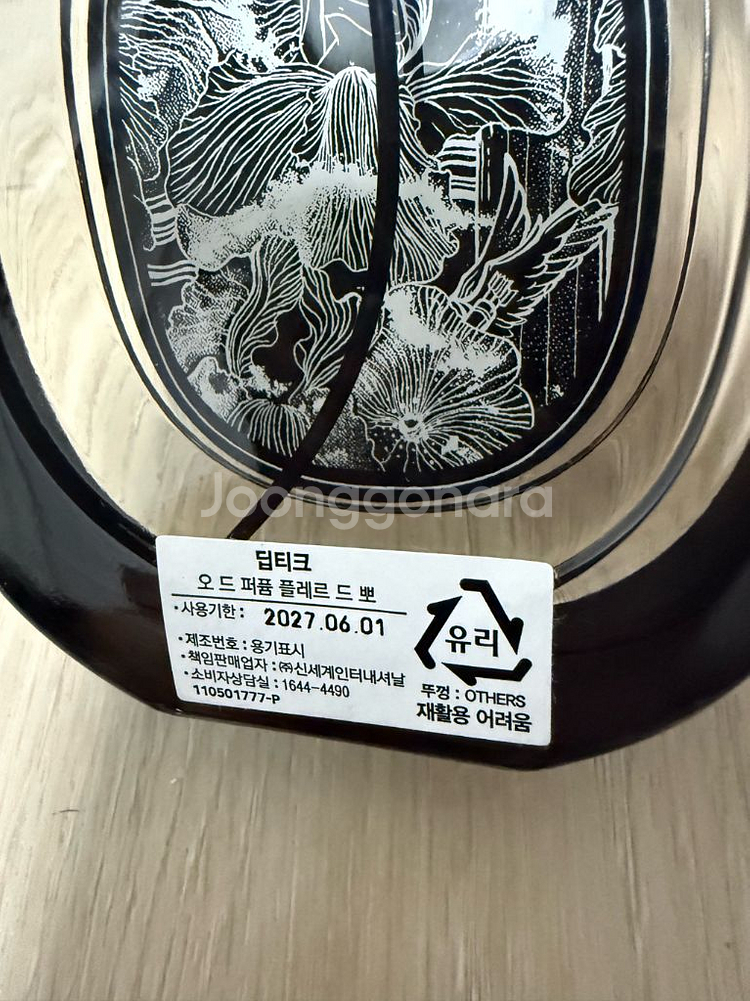 Joonggonara
딥티크
오 드 퍼퓸 플레르 드 뽀
•사용기한 : 2027.06.01
•제조번호 : 용기표시
•책임판매업자 : ㈜신세계인터내셔날
•소비자상담실 : 1644-4490
110501777-P
유리
뚜껑 : OTHERS
재활용 어려움